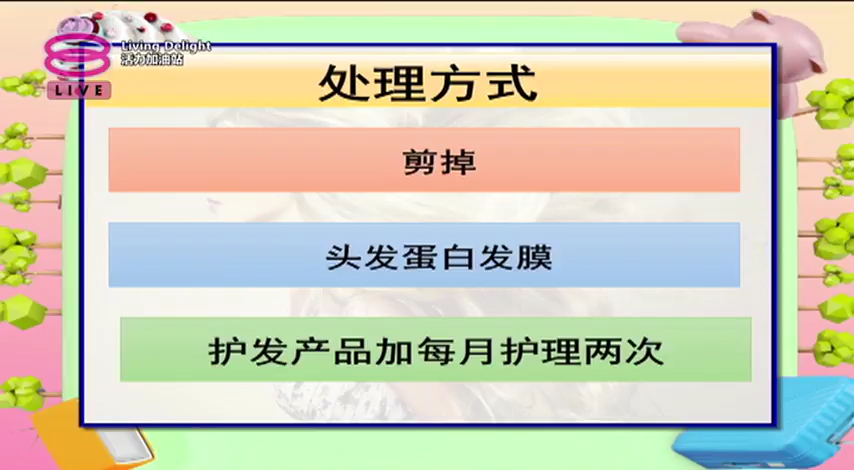 Living Delight
活力加油站
LIVE
处理方式
剪掉
头发蛋白发膜
护发产品加每月护理两次